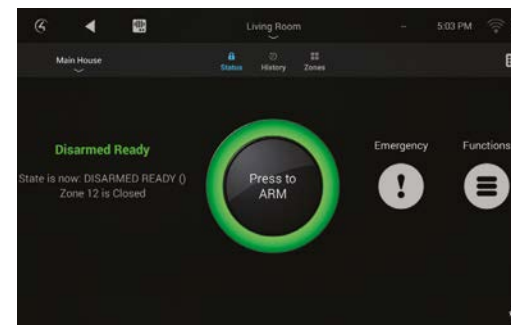 Living Room
5:03 PM
Main House
Status
History
Zones
Disarmed Ready
State is now: DISARMED READY ()
Zone 12 is Closed
Press to
ARM
Emergency
Functions